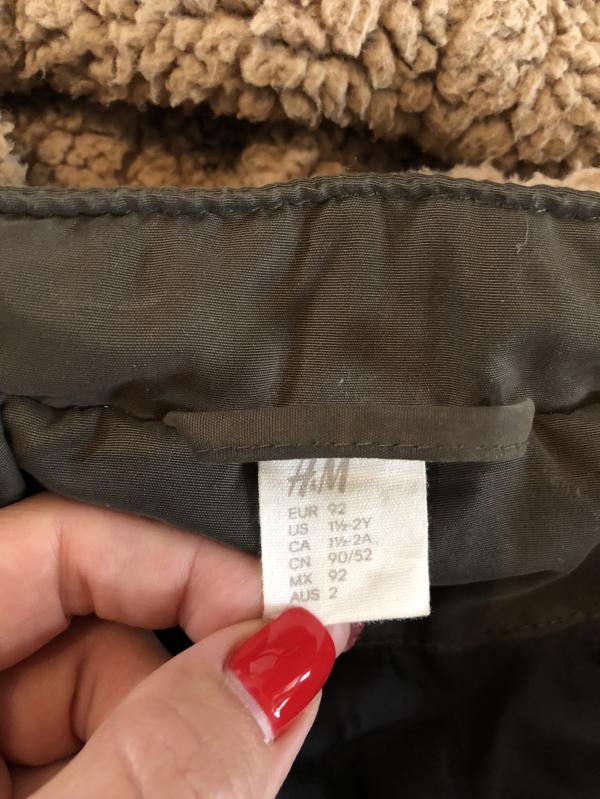 H&M
EUR 92
US 1½-2Y
CA 1½-2A
CN 90/52
MX 92
AUS 2